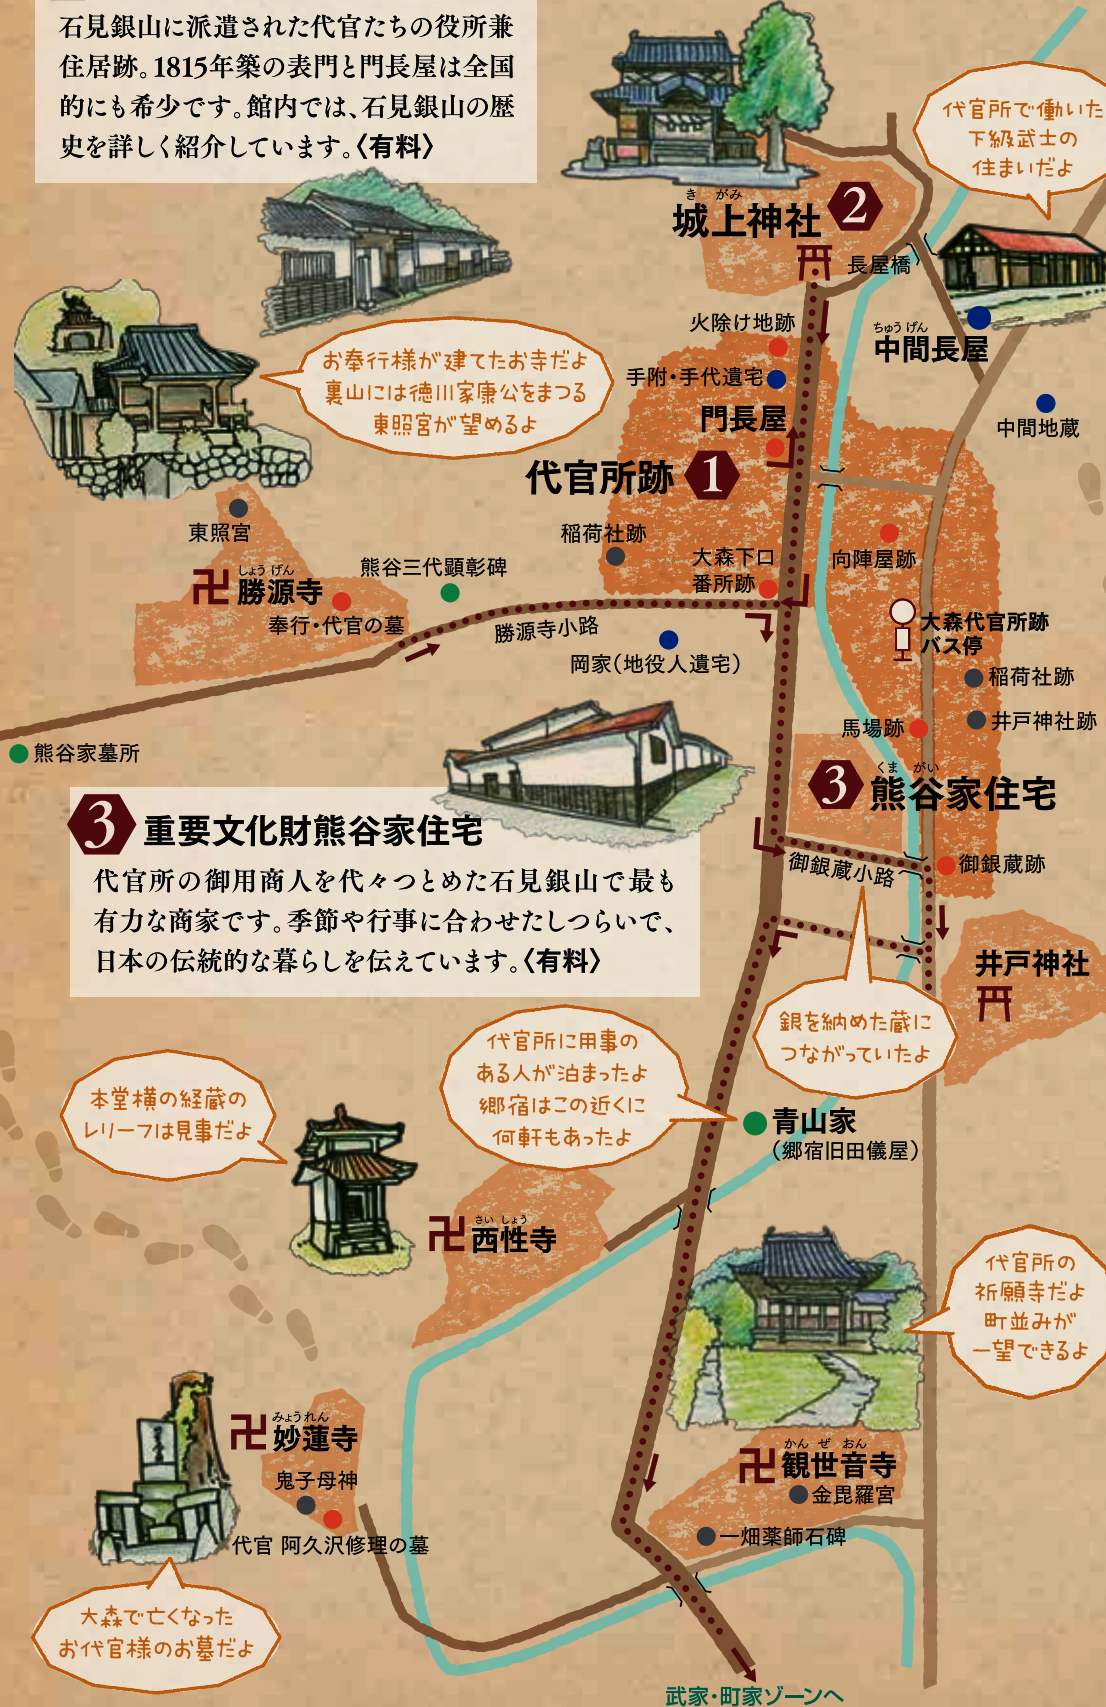 石見銀山に派遣された代官たちの役所兼
住居跡。1815年築の表門と門長屋は全国
的にも希少です。館内では、石見銀山の歴
史を詳しく紹介しています。〈有料〉
代官所で働いた
下級武士の
住まいだよ
き がみ
城上神社
2
長屋橋
ちゅうげん
中間長屋
中間地蔵
火除け地跡
手附・手代遺宅
門長屋
代官所跡
1
稲荷社跡
大森下口
番所跡
向陣屋跡
お奉行様が建てたお寺だよ
裏山には徳川家康公をまつる
東照宮が望めるよ
東照宮
しょうげん
卍勝源寺
奉行・代官の墓
熊谷三代顕彰碑
勝源寺小路
岡家(地役人遺宅)
大森代官所跡
バス停
稲荷社跡
井戸神社跡
馬場跡
熊谷家墓所
3
くま がい
熊谷家住宅
3
重要文化財熊谷家住宅
代官所の御用商人を代々つとめた石見銀山で最も
有力な商家です。季節や行事に合わせたしつらいで、
日本の伝統的な暮らしを伝えています。〈有料〉
御銀蔵小路
御銀蔵跡
井戸神社
銀を納めた蔵に
つながっていたよ
代官所に用事の
ある人が泊まったよ
郷宿はこの近くに
何軒もあったよ
青山家
(郷宿旧田儀屋)
本堂横の経蔵の
レリーフは見事だよ
さいしょう
卍西性寺
代官所の
祈願寺だよ
町並みが
一望できるよ
みょうれん
卍妙蓮寺
鬼子母神
代官 阿久沢修理の墓
かん ぜ おん
卍観世音寺
金毘羅宮
一畑薬師石碑
大森で亡くなった
お代官様のお墓だよ
武家・町家ゾーンへ